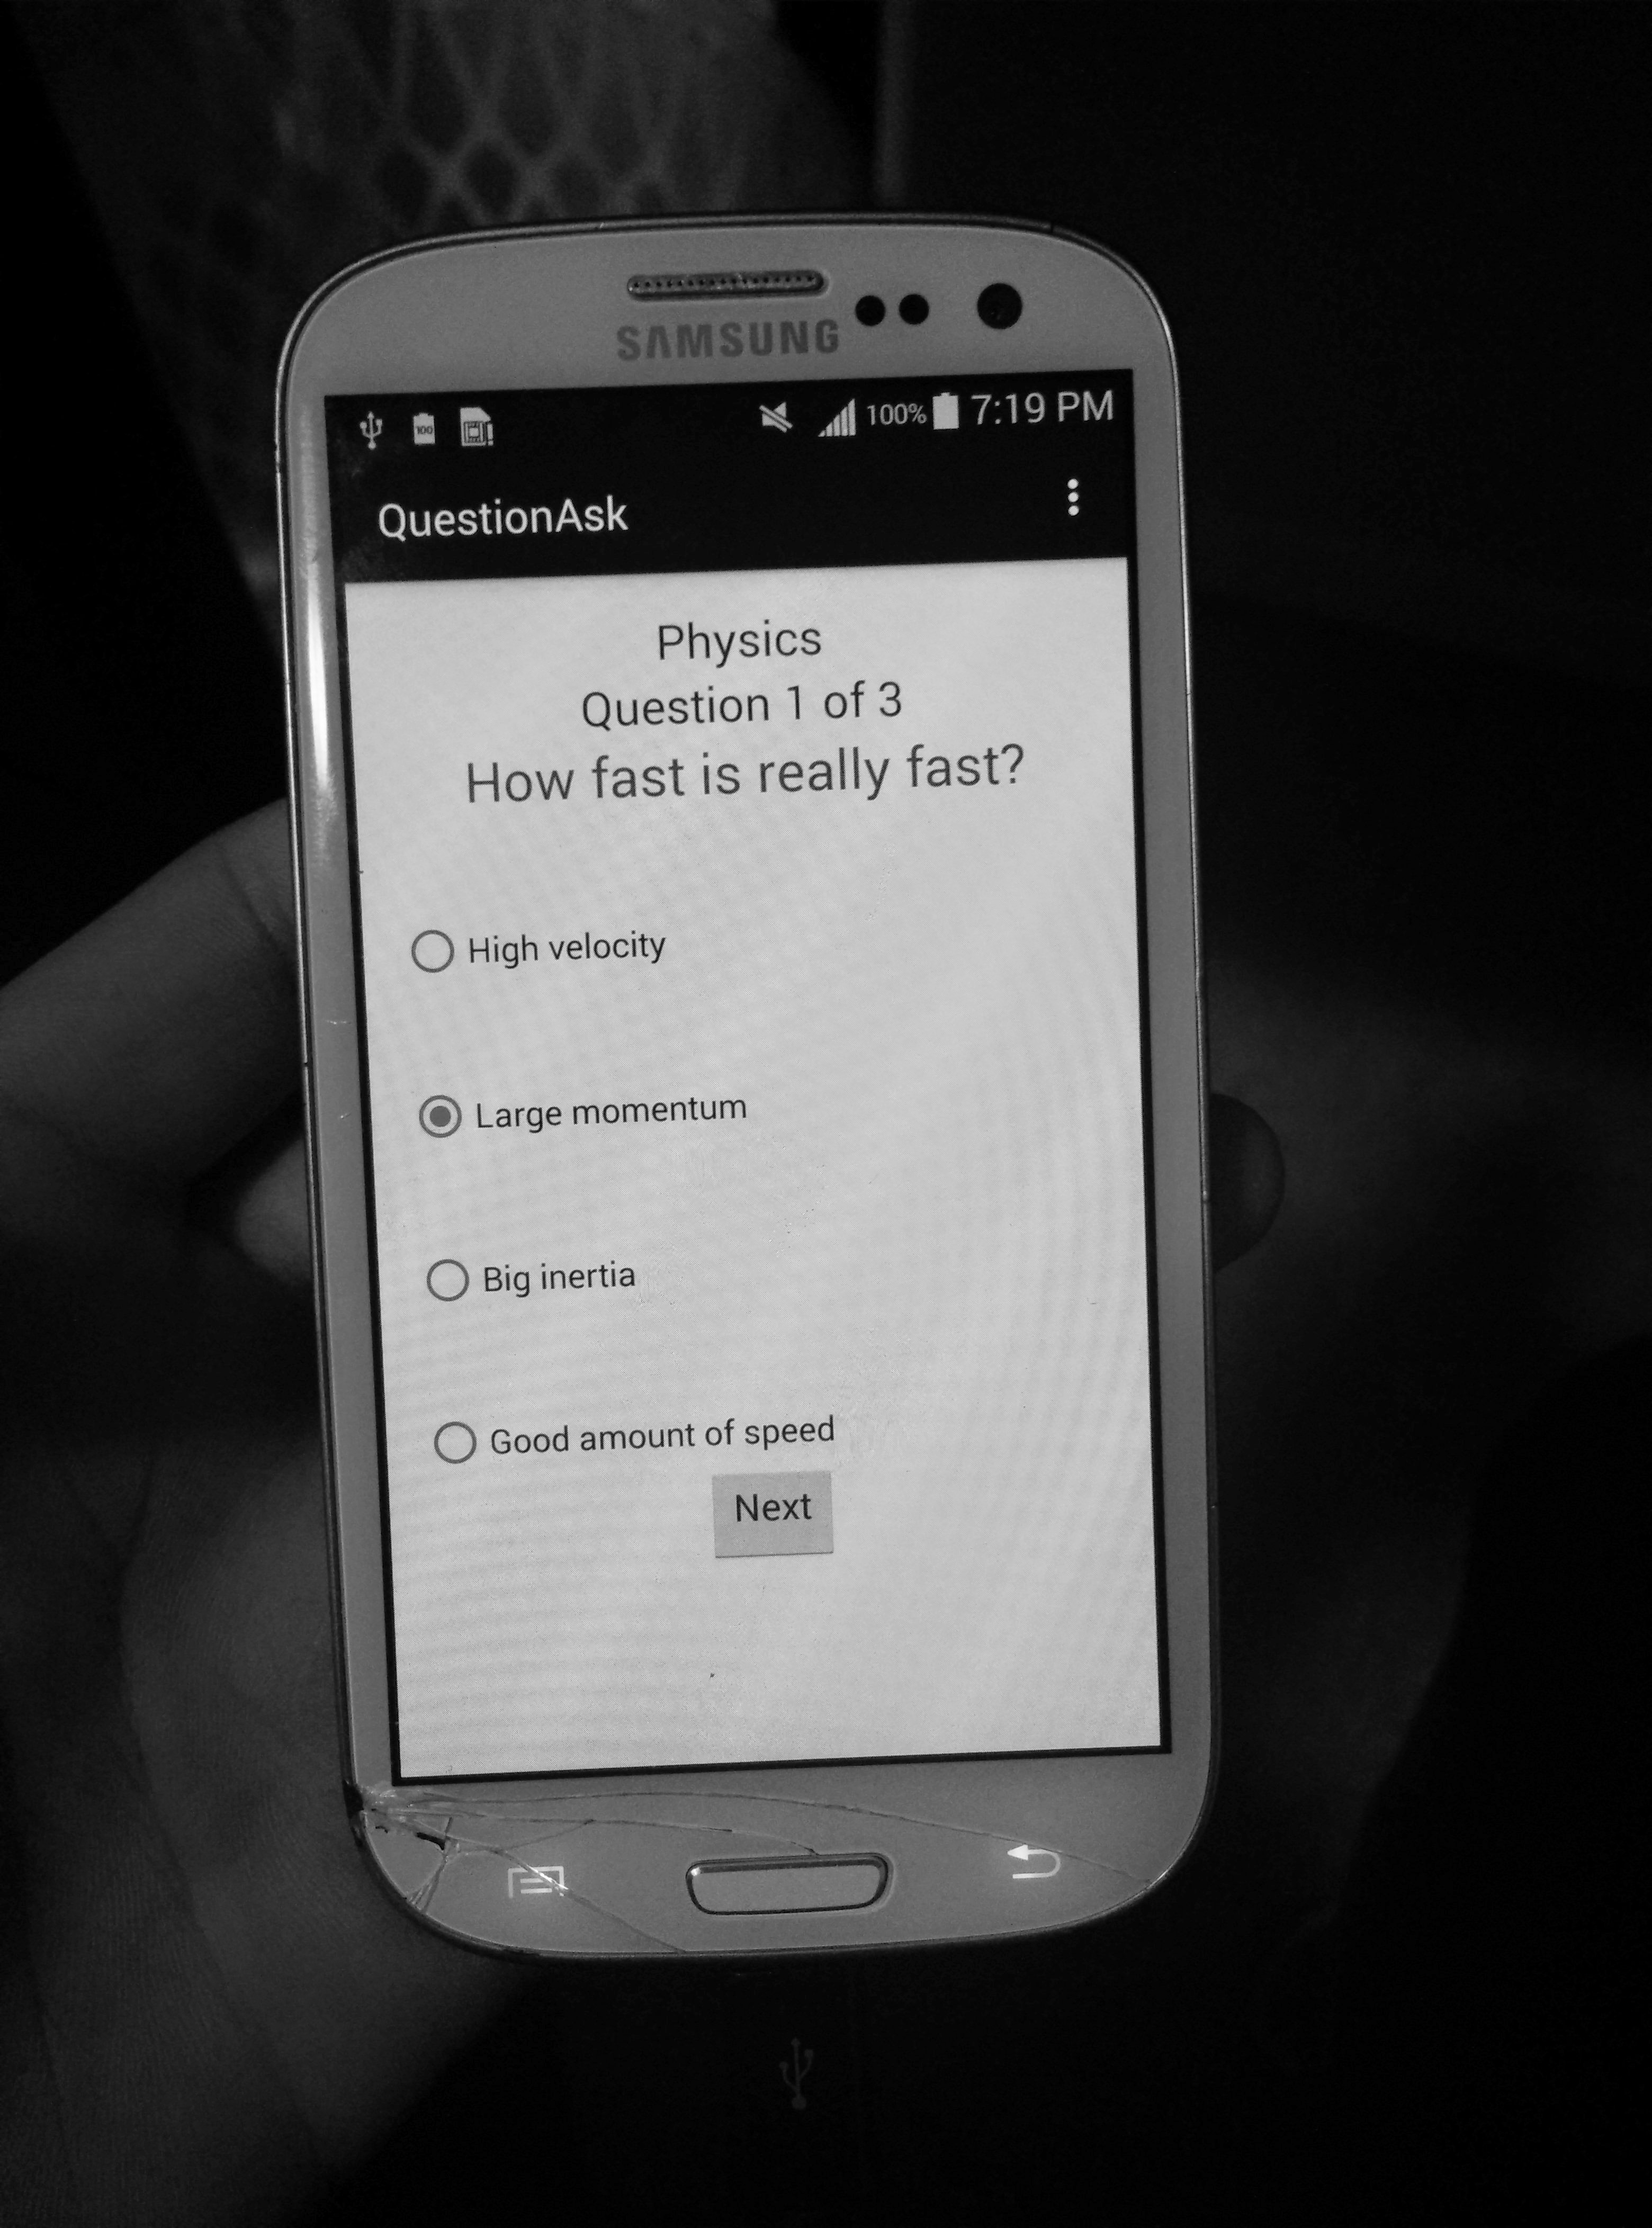 SAMSUNG
100 100% 7:19 PM
QuestionAsk
Physics
Question 1 of 3
How fast is really fast?
High velocity
Large momentum
Big inertia
Good amount of speed
Next